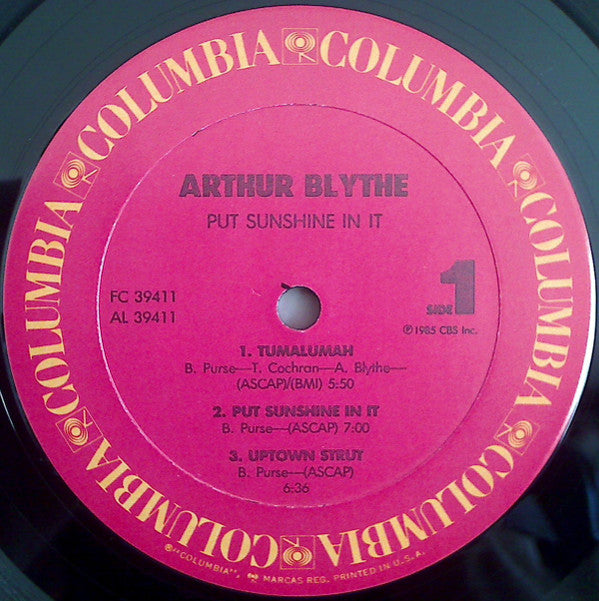 COLUMBIA COLUMBIA COLUMBIA COLUMBIA COLUMBIA COLUMBIA
ARTHUR BLYTHE
PUT SUNSHINE IN IT
FC 39411
AL 39411
SIDE 1
℗1985 CBS Inc.
1. TUMALUMAH
B. Purse—T. Cochran—A. Blythe—
(ASCAP)/(BMI) 5:50
2. PUT SUNSHINE IN IT
B. Purse—(ASCAP) 7:00
3. UPTOWN STRUT
B. Purse—(ASCAP)
6:36
®"COLUMBIA", MARCAS REG. PRINTED IN U.S.A.